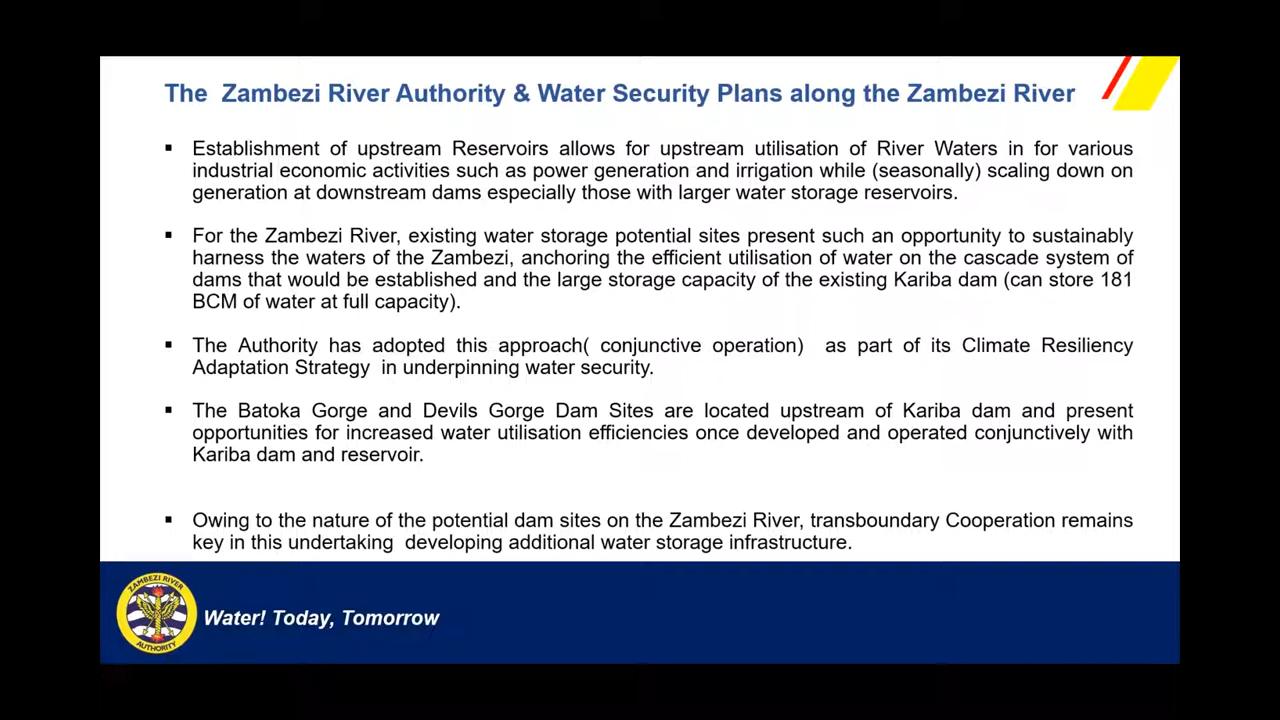 The Zambezi River Authority & Water Security Plans along the Zambezi River
▪ Establishment of upstream Reservoirs allows for upstream utilisation of River Waters in for various
industrial economic activities such as power generation and irrigation while (seasonally) scaling down on
generation at downstream dams especially those with larger water storage reservoirs.
▪ For the Zambezi River, existing water storage potential sites present such an opportunity to sustainably
harness the waters of the Zambezi, anchoring the efficient utilisation of water on the cascade system of
dams that would be established and the large storage capacity of the existing Kariba dam (can store 181
BCM of water at full capacity).
▪ The Authority has adopted this approach( conjunctive operation) as part of its Climate Resiliency
Adaptation Strategy in underpinning water security.
▪ The Batoka Gorge and Devils Gorge Dam Sites are located upstream of Kariba dam and present
opportunities for increased water utilisation efficiencies once developed and operated conjunctively with
Kariba dam and reservoir.
▪ Owing to the nature of the potential dam sites on the Zambezi River, transboundary Cooperation remains
key in this undertaking developing additional water storage infrastructure.
ZAMBEZI RIVER
AUTHORITY
Water! Today, Tomorrow